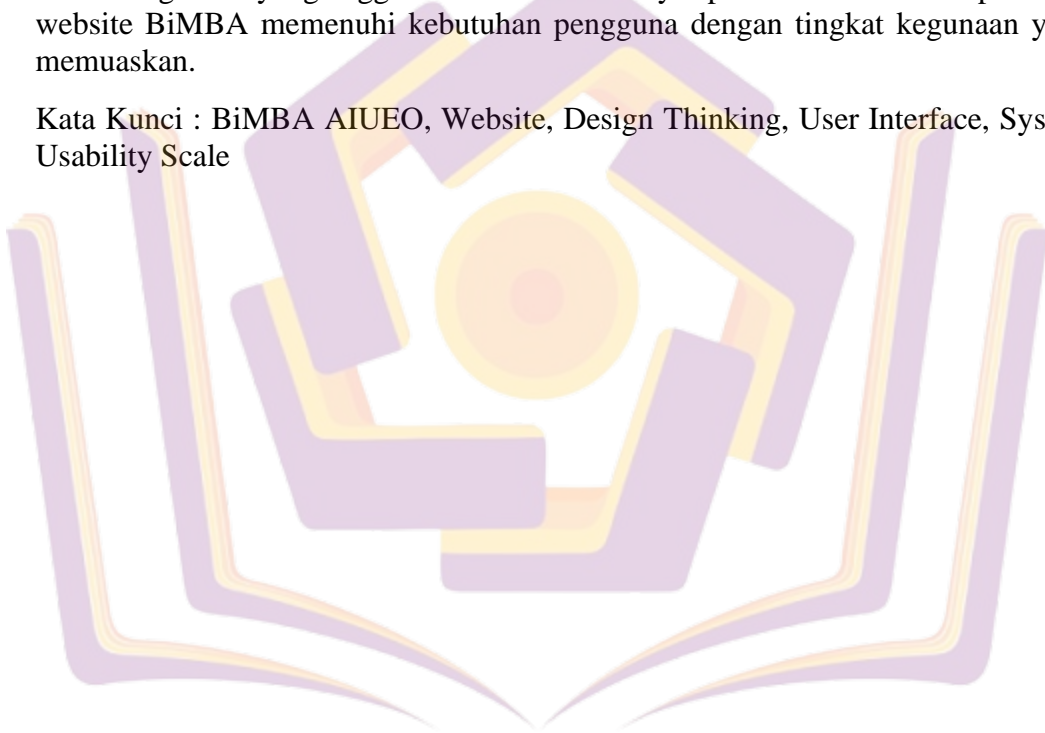 website BiMBA memenuhi kebutuhan pengguna dengan tingkat kegunaan y
memuaskan.
Kata Kunci : BiMBA AIUEO, Website, Design Thinking, User Interface, Sys
Usability Scale